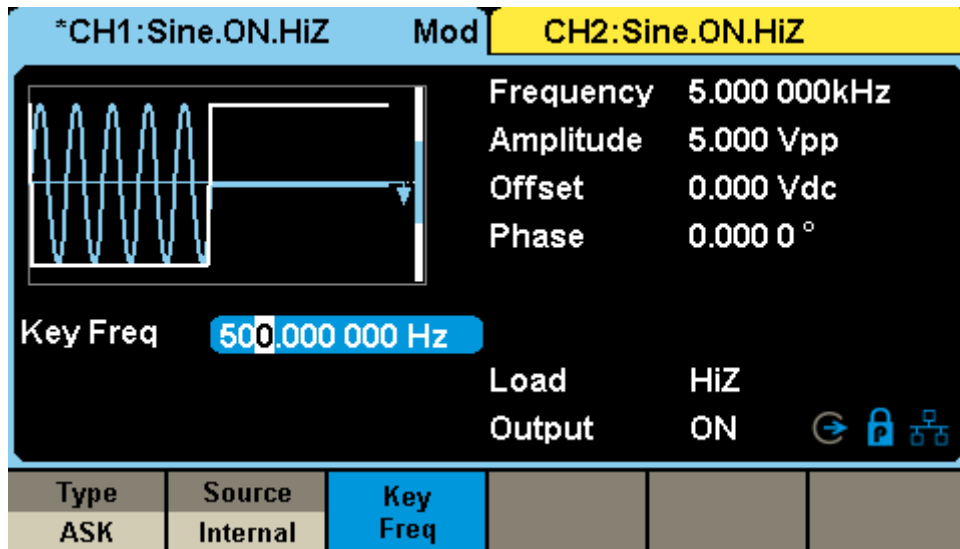 *CH1:Sine.ON.HiZ Mod
CH2:Sine.ON.HiZ
Frequency 5.000 000kHz
Amplitude 5.000 Vpp
Offset 0.000 Vdc
Phase 0.000 0 °
Key Freq 500.000 000 Hz
Load HiZ
Output ON P
Type Source Key Freq
ASK Internal